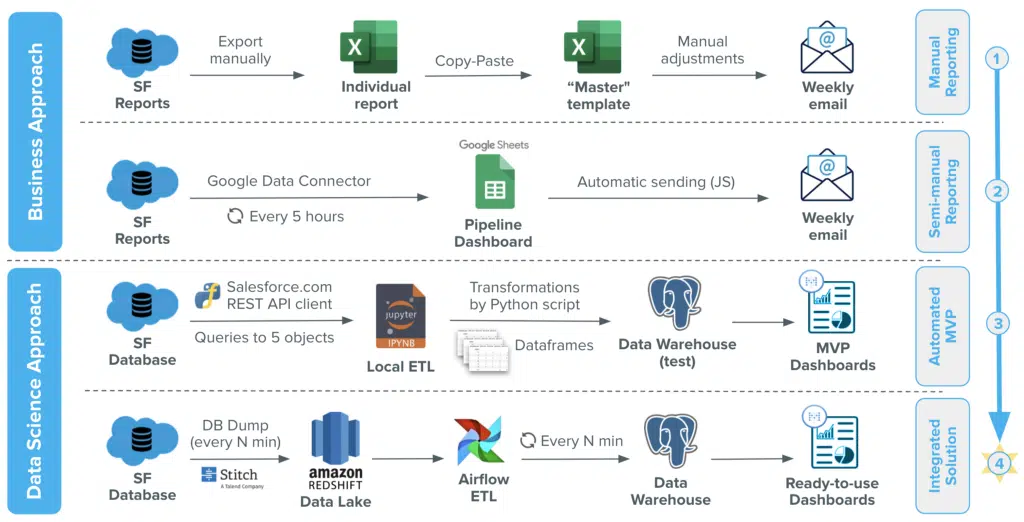 Business Approach
Export
manually
SF
Reports
X
Individual
report
Copy-Paste
X
“Master"
template
Manual
adjustments
@
Weekly
email
Manual
Reporting
1
SF
Reports
Google Data Connector
Every 5 hours
Google Sheets
Pipeline
Dashboard
Automatic sending (JS)
@
Weekly
email
Semi-manual
Reportng
2
Data Science Approach
SF
Database
Salesforce.com
REST API client
Queries to 5 objects
jupyter
IPYNB
Local ETL
Transformations
by Python script
Dataframes
Data Warehouse
(test)
MVP
Dashboards
Automated
MVP
3
SF
Database
DB Dump
(every N min)
Stitch
A Talend Company
amazon
REDSHIFT
Data Lake
Airflow
ETL
Every N min
Data
Warehouse
Ready-to-use
Dashboards
Integrated
Solution
4